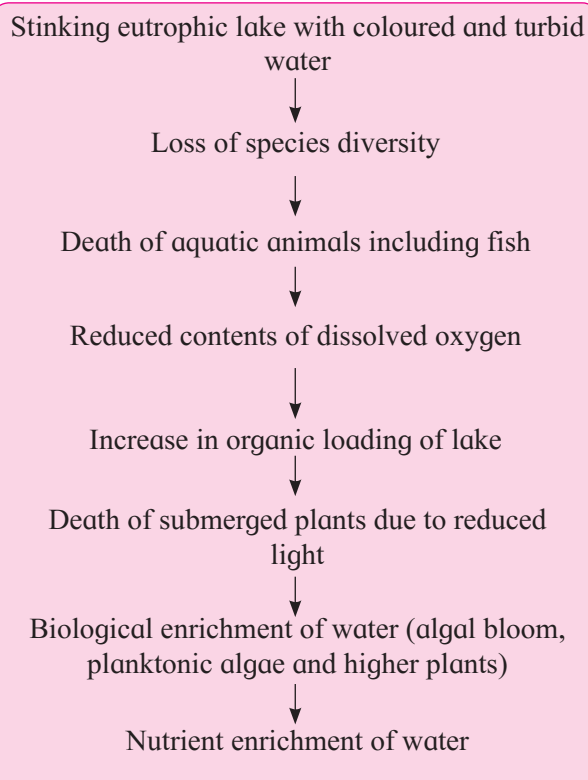 Stinking eutrophic lake with coloured and turbid
water
Loss of species diversity
Death of aquatic animals including fish
Reduced contents of dissolved oxygen
Increase in organic loading of lake
Death of submerged plants due to reduced
light
Biological enrichment of water (algal bloom,
planktonic algae and higher plants)
Nutrient enrichment of water